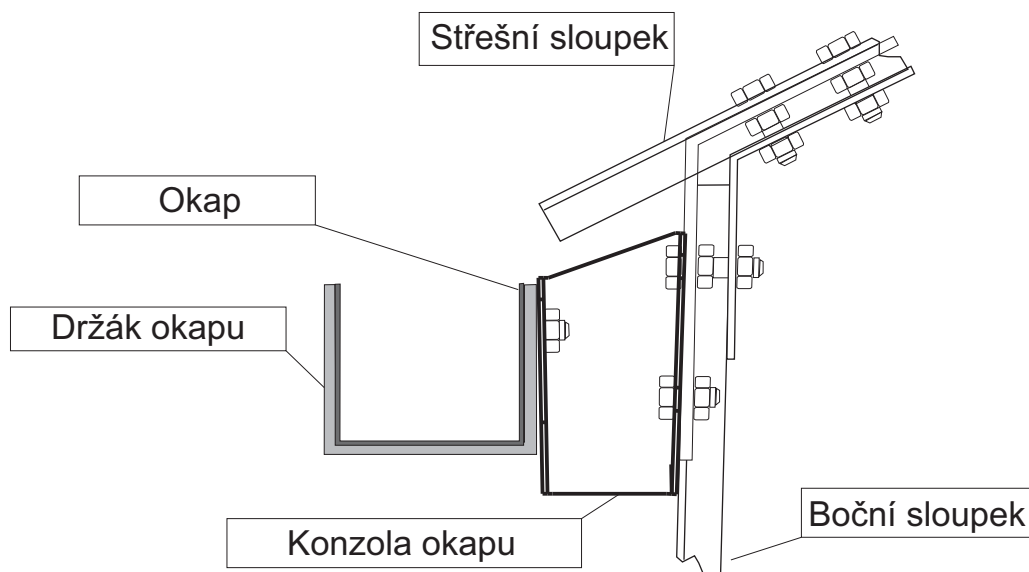 Střešní sloupek
Okap
Držák okapu
Konzola okapu
Boční sloupek